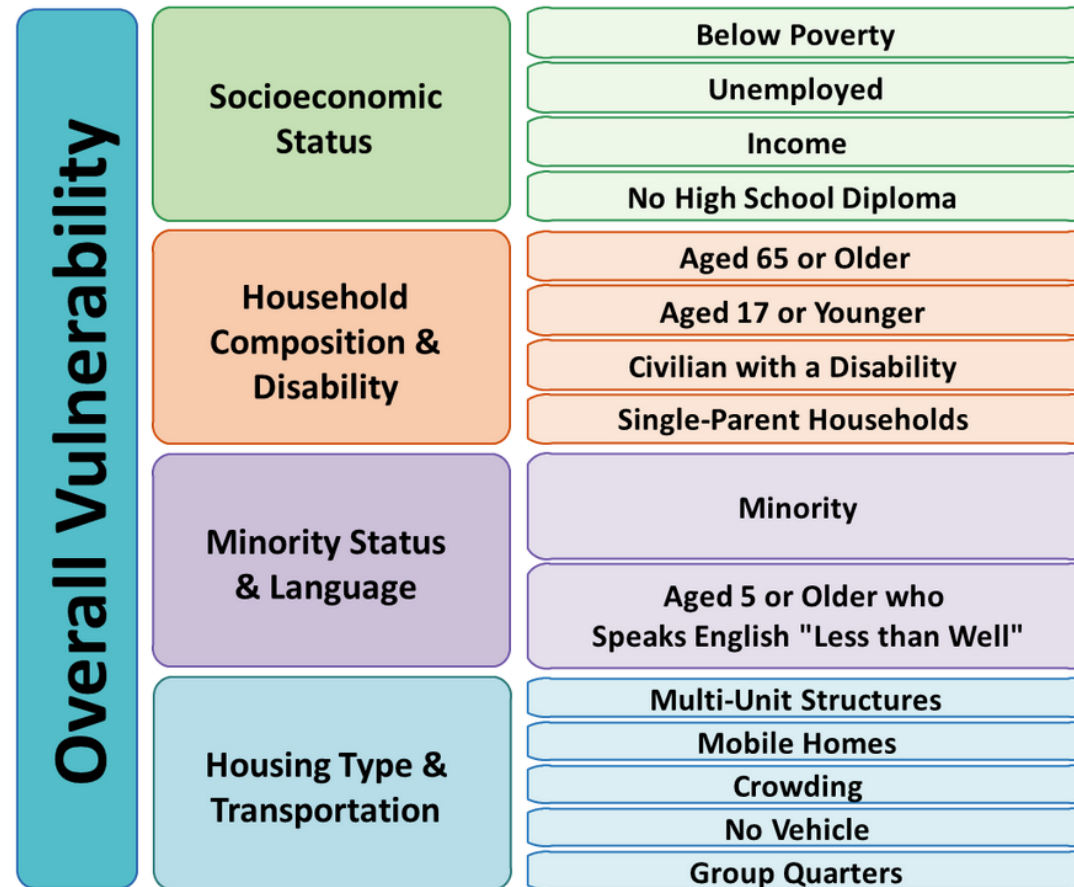 Overall Vulnerability
Socioeconomic
Status
Below Poverty
Unemployed
Income
No High School Diploma
Household
Composition &
Disability
Aged 65 or Older
Aged 17 or Younger
Civilian with a Disability
Single-Parent Households
Minority Status
& Language
Minority
Aged 5 or Older who
Speaks English "Less than Well"
Housing Type &
Transportation
Multi-Unit Structures
Mobile Homes
Crowding
No Vehicle
Group Quarters